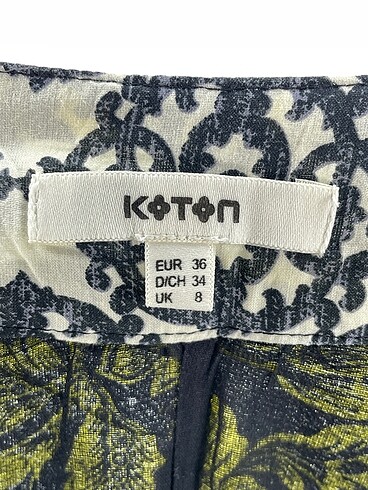 KOTON
EUR 36
D/CH 34
UK 8